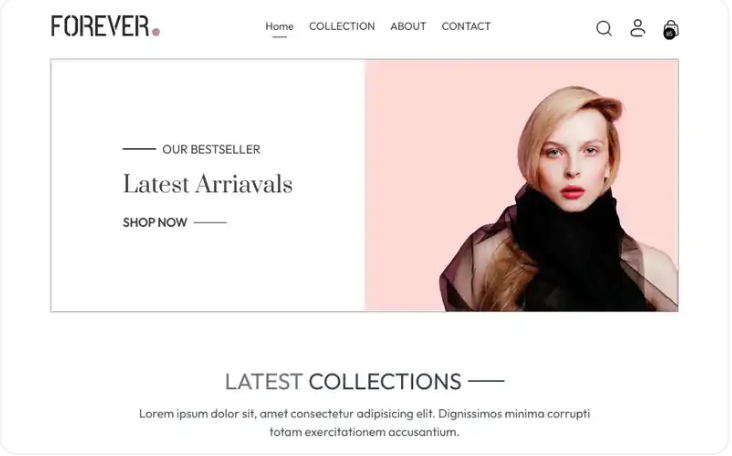 FOREVER.
Home COLLECTION ABOUT CONTACT
OUR BESTSELLER
Latest Arriavals
SHOP NOW
LATEST COLLECTIONS
Lorem ipsum dolor sit, amet consectetur adipisicing elit. Dignissimos minima corrupti
totam exercitationem accusantium.